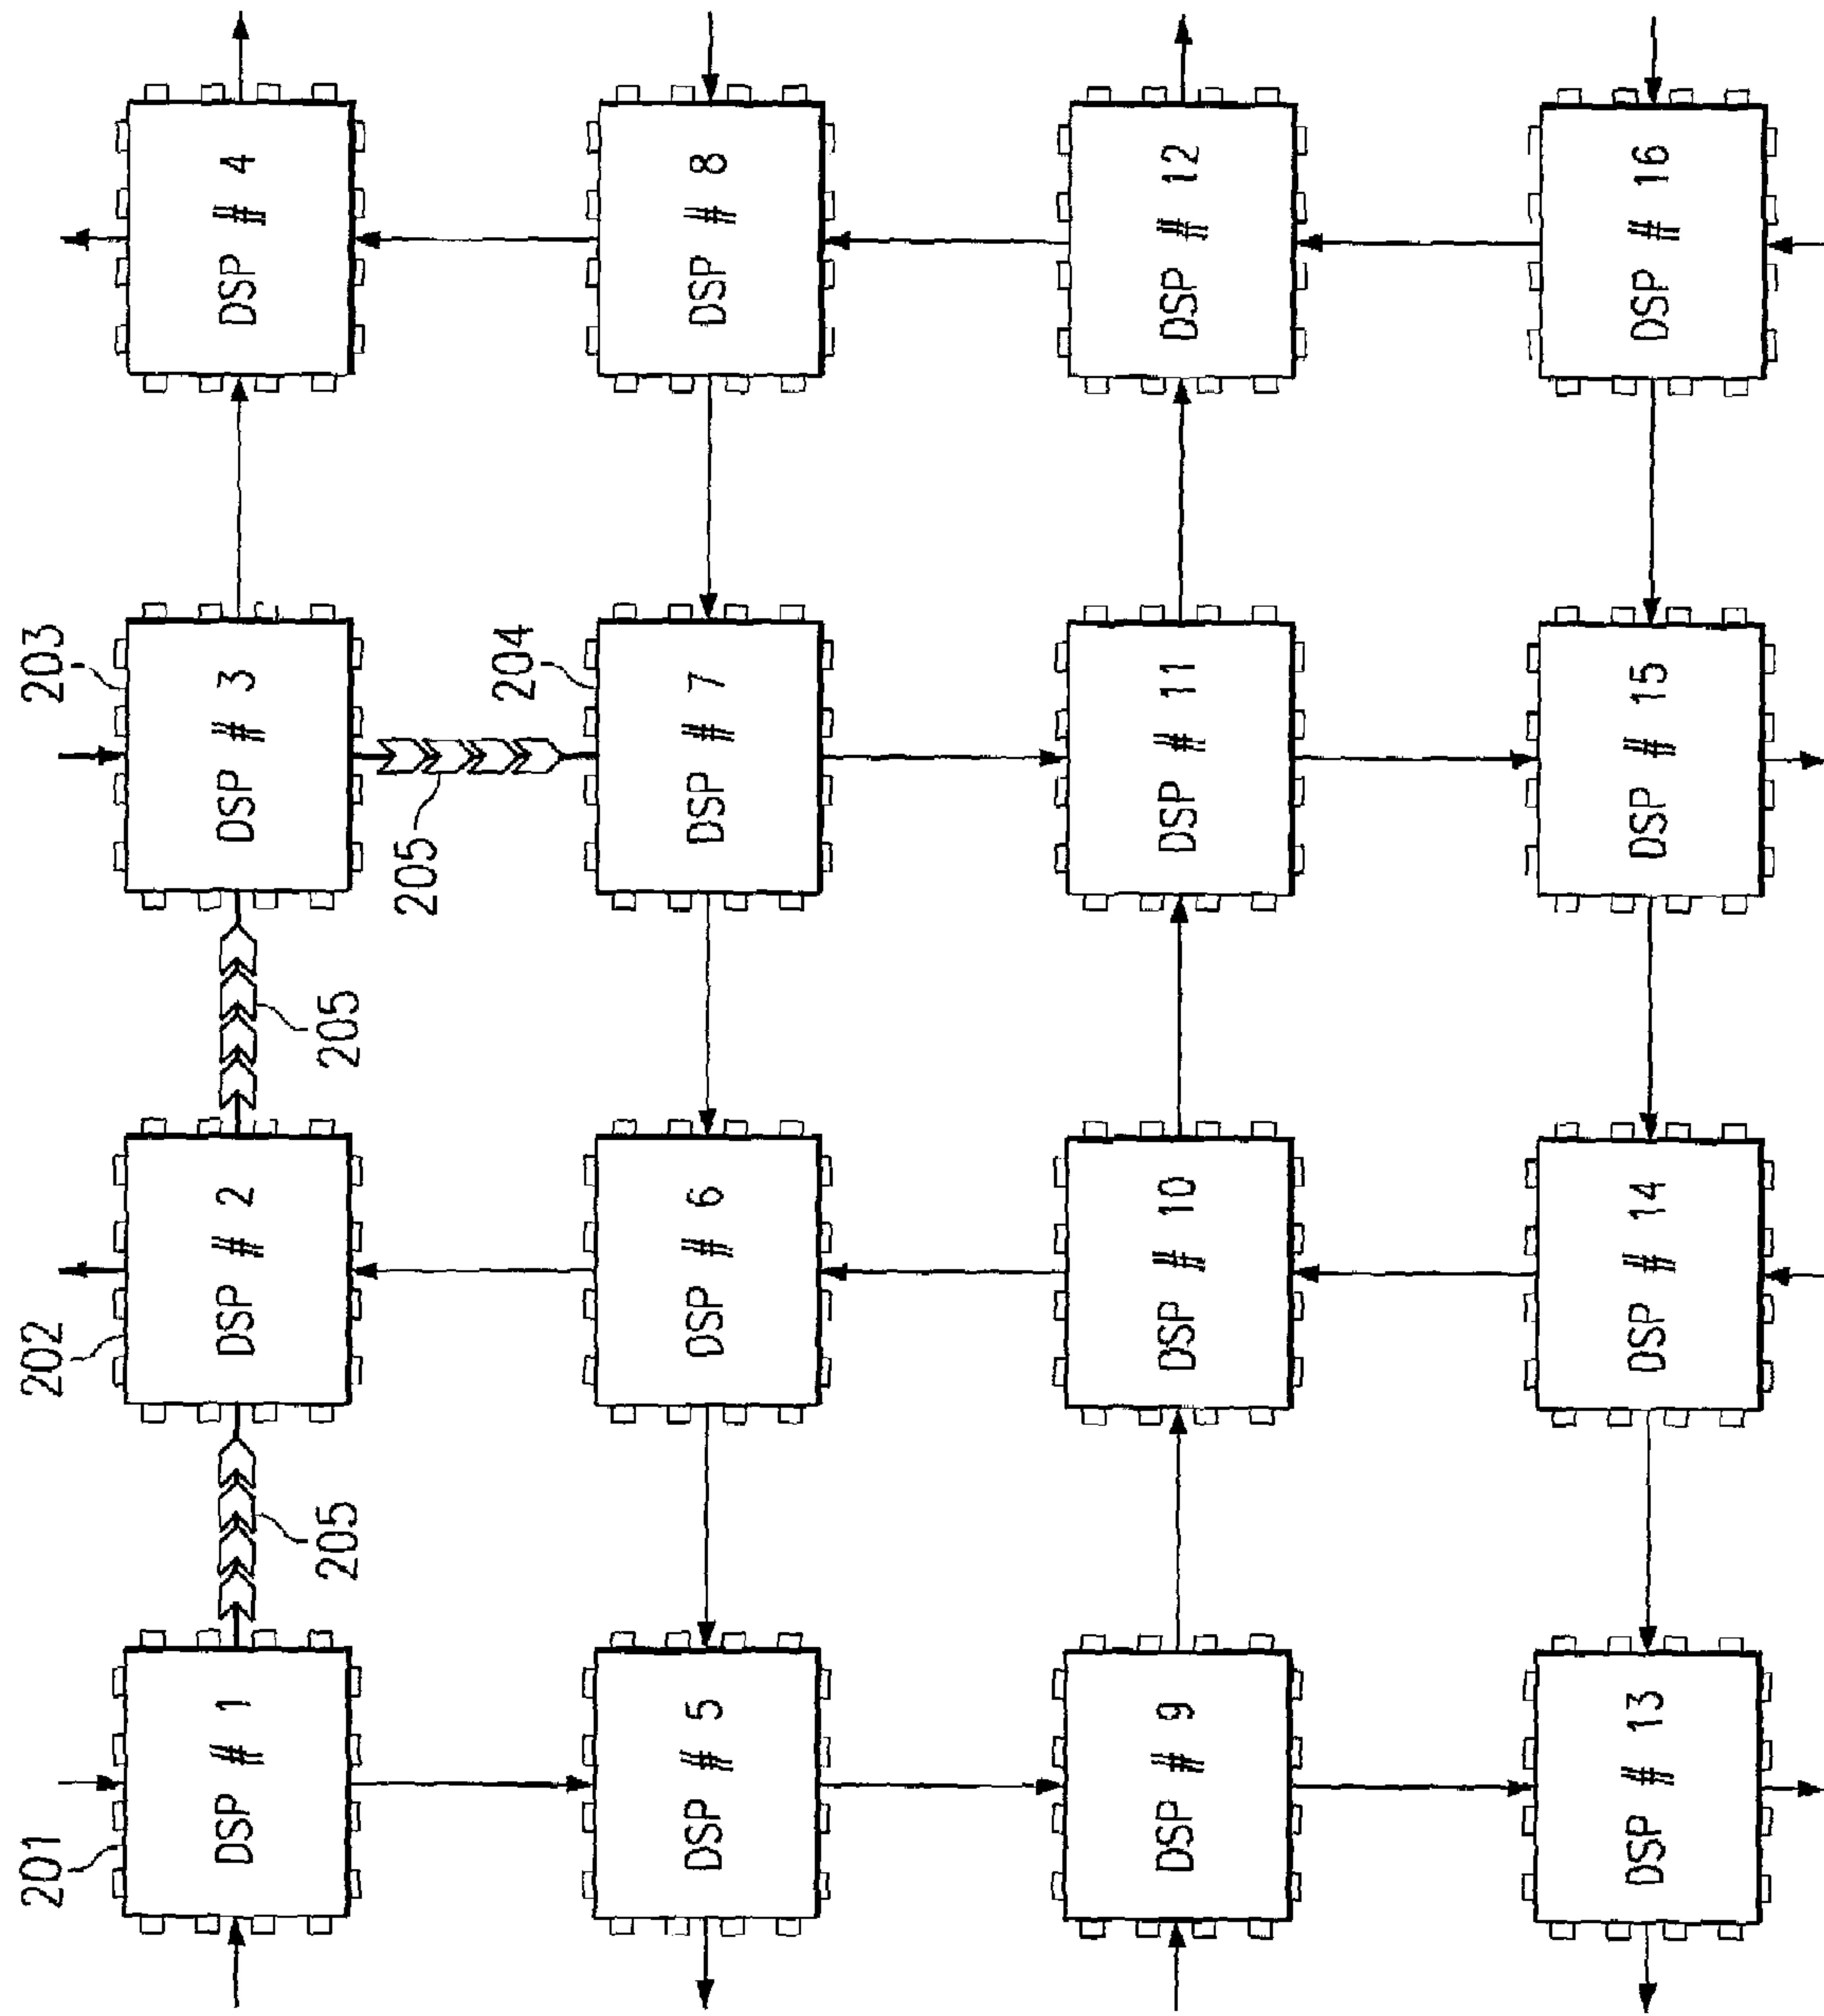 201
202
203
DSP # 1
DSP # 2
DSP # 3
DSP # 4
205
205
205
204
DSP # 5
DSP # 6
DSP # 7
DSP # 8
DSP # 9
DSP # 10
DSP # 11
DSP # 12
DSP # 13
DSP # 14
DSP # 15
DSP # 16